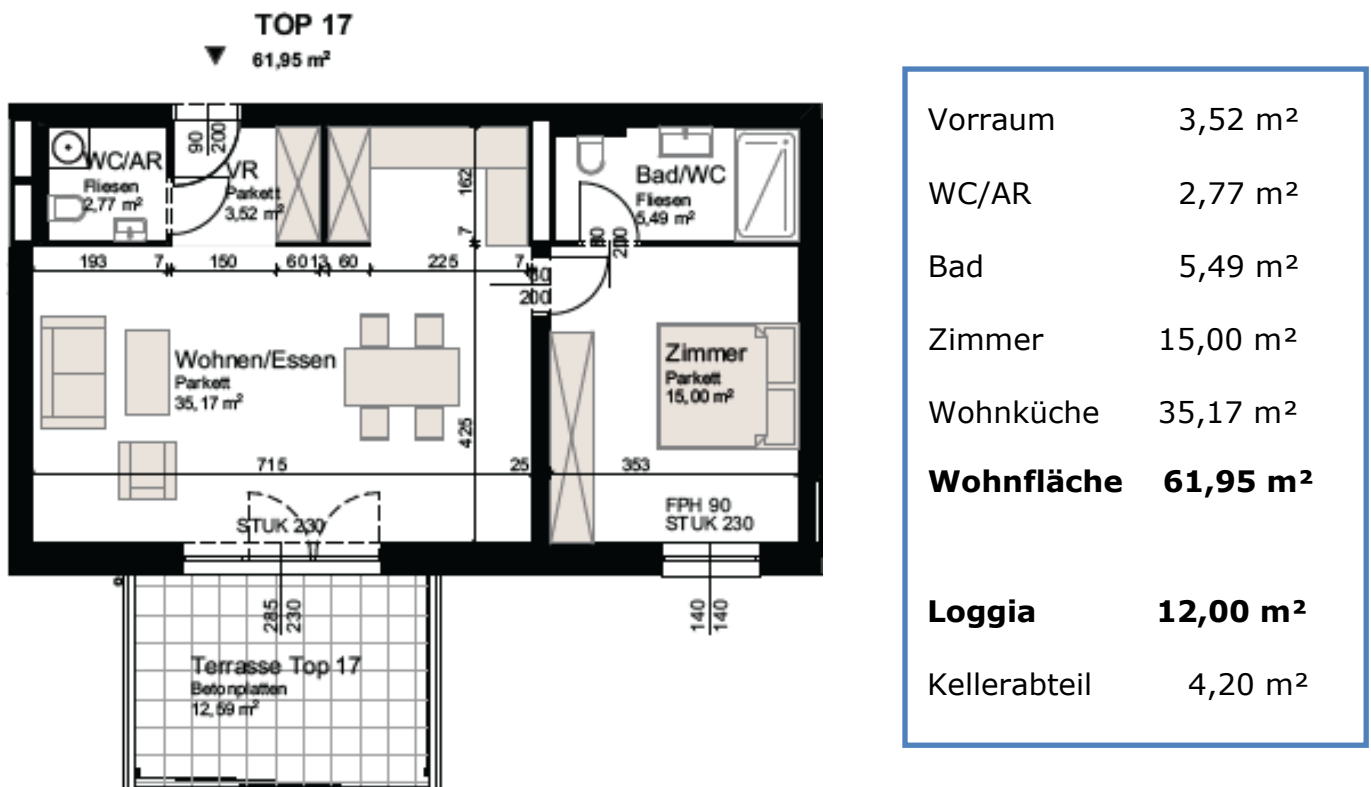 TOP 17
61,95 m²
WC/AR
Fliesen
2,77 m²
90
200
VR
Parkett
3,52 m²
162
7
Bad/WC
Fliesen
5,49 m²
80
200
193 7 150 60 13 60 225 7
80
200
Wohnen/Essen
Parkett
35,17 m²
425
Zimmer
Parkett
15,00 m²
715 25 353
STUK 230
FPH 90
STUK 230
285
230
140
140
Terrasse Top 17
Betonplatten
12,59 m²
Vorraum 3,52 m²
WC/AR 2,77 m²
Bad 5,49 m²
Zimmer 15,00 m²
Wohnküche 35,17 m²
Wohnfläche 61,95 m²
Loggia 12,00 m²
Kellerabteil 4,20 m²